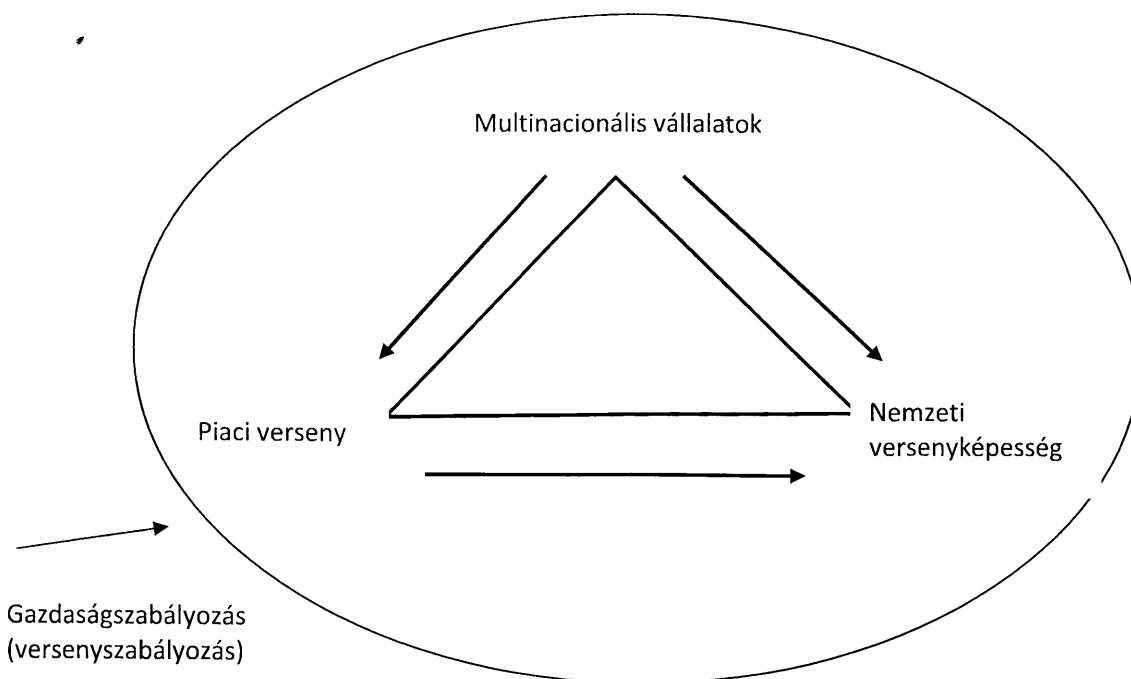 Multinacionális vállalatok
Piaci verseny
Nemzeti
versenyképesség
Gazdaságszabályozás
(versenyszabályozás)